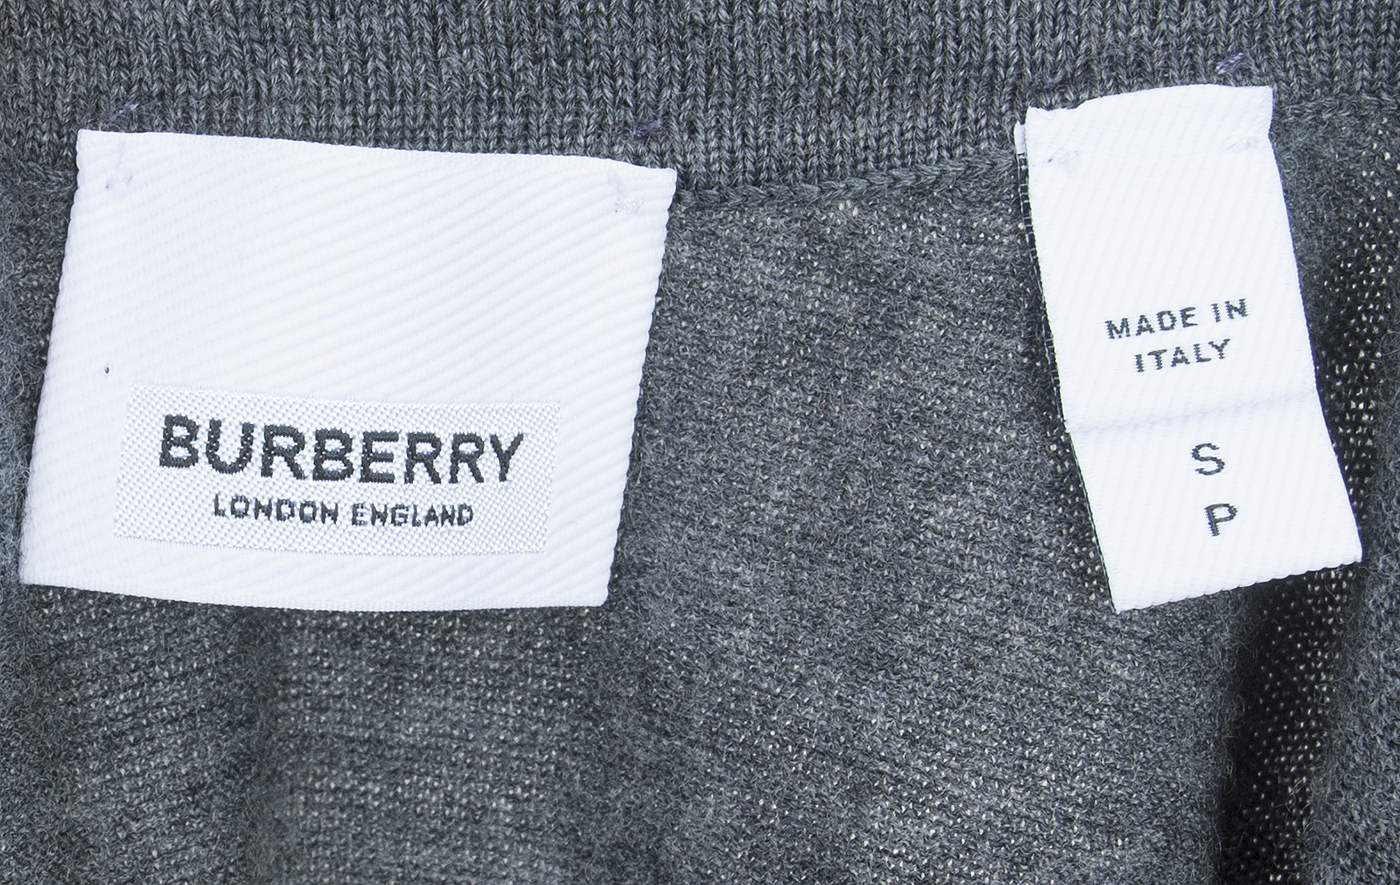 BURBERRY
LONDON ENGLAND
MADE IN
ITALY
S
P